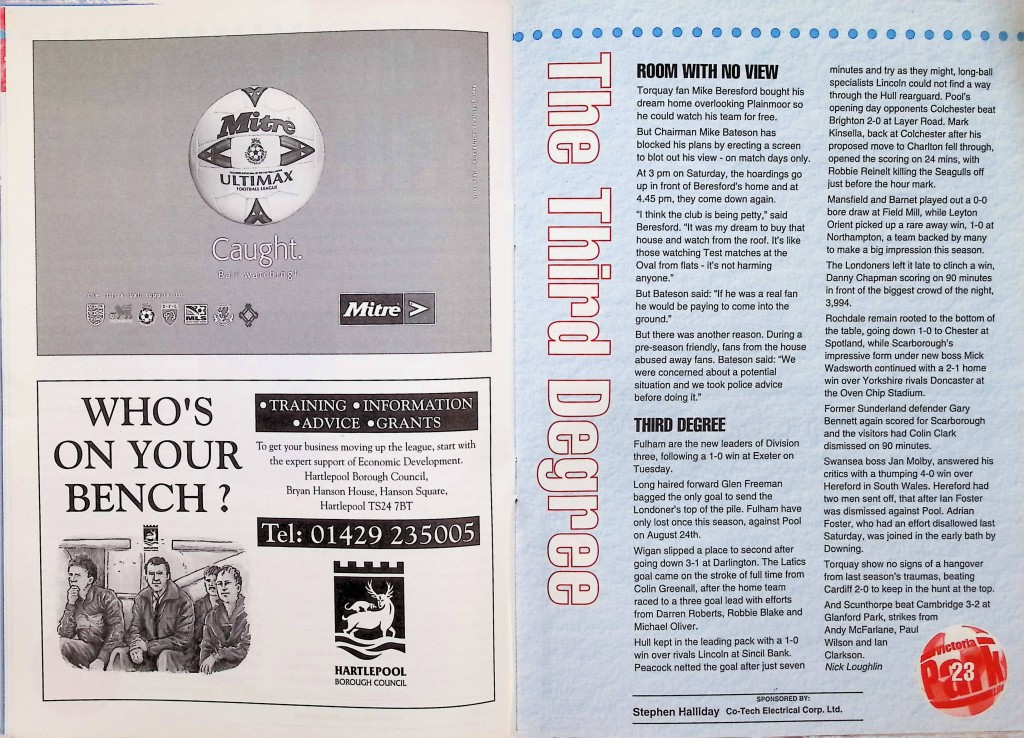 Mitre
ULTIMAX
FOOTBALL LEAGUE
Caught.
Ball watching?
MLS
Mitre
WHO'S
ON YOUR
BENCH ?
• TRAINING • INFORMATION
• ADVICE • GRANTS
To get your business moving up the league, start with
the expert support of Economic Development.
Hartlepool Borough Council,
Bryan Hanson House, Hanson Square,
Hartlepool TS24 7BT
Tel: 01429 235005
HARTLEPOOL
BOROUGH COUNCIL
The Third Degree
ROOM WITH NO VIEW
Torquay fan Mike Beresford bought his
dream home overlooking Plainmoor so
he could watch his team for free.
But Chairman Mike Bateson has
blocked his plans by erecting a screen
to blot out his view - on match days only.
At 3 pm on Saturday, the hoardings go
up in front of Beresford's home and at
4.45 pm, they come down again.
"I think the club is being petty," said
Beresford. "It was my dream to buy that
house and watch from the roof. It's like
those watching Test matches at the
Oval from flats - it's not harming
anyone."
But Bateson said: "If he was a real fan
he would be paying to come into the
ground."
But there was another reason. During a
pre-season friendly, fans from the house
abused away fans. Bateson said: "We
were concerned about a potential
situation and we took police advice
before doing it."
THIRD DEGREE
Fulham are the new leaders of Division
three, following a 1-0 win at Exeter on
Tuesday.
Long haired forward Glen Freeman
bagged the only goal to send the
Londoner's top of the pile. Fulham have
only lost once this season, against Pool
on August 24th.
Wigan slipped a place to second after
going down 3-1 at Darlington. The Latics
goal came on the stroke of full time from
Colin Greenall, after the home team
raced to a three goal lead with efforts
from Darren Roberts, Robbie Blake and
Michael Oliver.
Hull kept in the leading pack with a 1-0
win over rivals Lincoln at Sincil Bank.
Peacock netted the goal after just seven
minutes and try as they might, long-ball
specialists Lincoln could not find a way
through the Hull rearguard. Pool's
opening day opponents Colchester beat
Brighton 2-0 at Layer Road. Mark
Kinsella, back at Colchester after his
proposed move to Charlton fell through,
opened the scoring on 24 mins, with
Robbie Reinelt killing the Seagulls off
just before the hour mark.
Mansfield and Barnet played out a 0-0
bore draw at Field Mill, while Leyton
Orient picked up a rare away win, 1-0 at
Northampton, a team backed by many
to make a big impression this season.
The Londoners left it late to clinch a win,
Danny Chapman scoring on 90 minutes
in front of the biggest crowd of the night,
3,994.
Rochdale remain rooted to the bottom of
the table, going down 1-0 to Chester at
Spotland, while Scarborough's
impressive form under new boss Mick
Wadsworth continued with a 2-1 home
win over Yorkshire rivals Doncaster at
the Oven Chip Stadium.
Former Sunderland defender Gary
Bennett again scored for Scarborough
and the visitors had Colin Clark
dismissed on 90 minutes.
Swansea boss Jan Molby, answered his
critics with a thumping 4-0 win over
Hereford in South Wales. Hereford had
two men sent off, that after Ian Foster
was dismissed against Pool. Adrian
Foster, who had an effort disallowed last
Saturday, was joined in the early bath by
Downing.
Torquay show no signs of a hangover
from last season's traumas, beating
Cardiff 2-0 to keep in the hunt at the top.
And Scunthorpe beat Cambridge 3-2 at
Glanford Park, strikes from
Andy McFarlane, Paul
Wilson and Ian
Clarkson.
Nick Loughlin
Victoria
Park
23
SPONSORED BY:
Stephen Halliday Co-Tech Electrical Corp. Ltd.